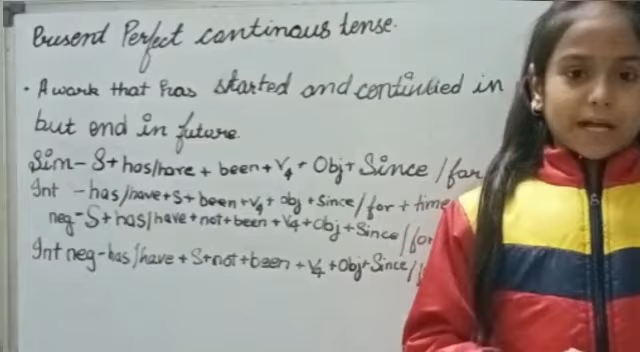 Present Perfect continous tense.
• A work that has started and continued in
but end in future.
Sim - S + has/have + been + V4 + Obj + Since/for
Int - has/have + S + been + V4 + obj + since/for + time
neg - S + has/have + not + been + V4 + Obj + Since/for
Int neg - has/have + S + not + been + V4 + Obj + Since/